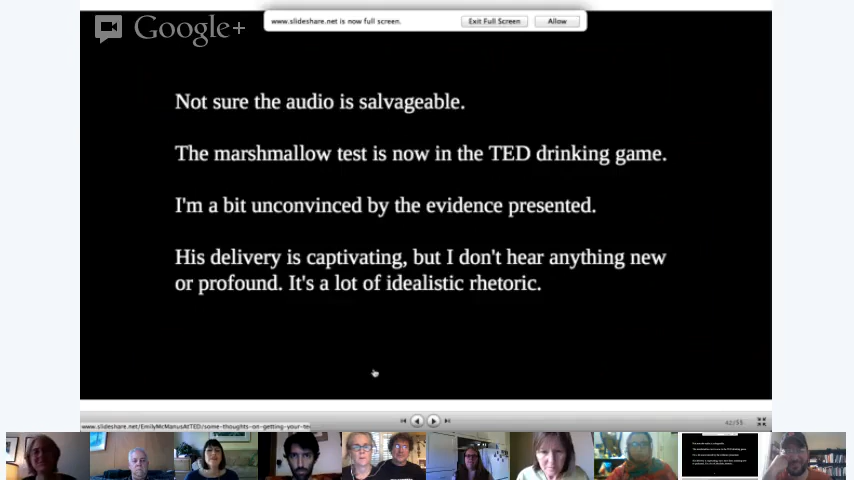 Google+
www.slideshare.net is now full screen.
Exit Full Screen
Allow
Not sure the audio is salvageable.
The marshmallow test is now in the TED drinking game.
I'm a bit unconvinced by the evidence presented.
His delivery is captivating, but I don't hear anything new
or profound. It's a lot of idealistic rhetoric.
42/55
www.slideshare.net/EmilyMcManusAtTED/some-thoughts-on-getting-your-te